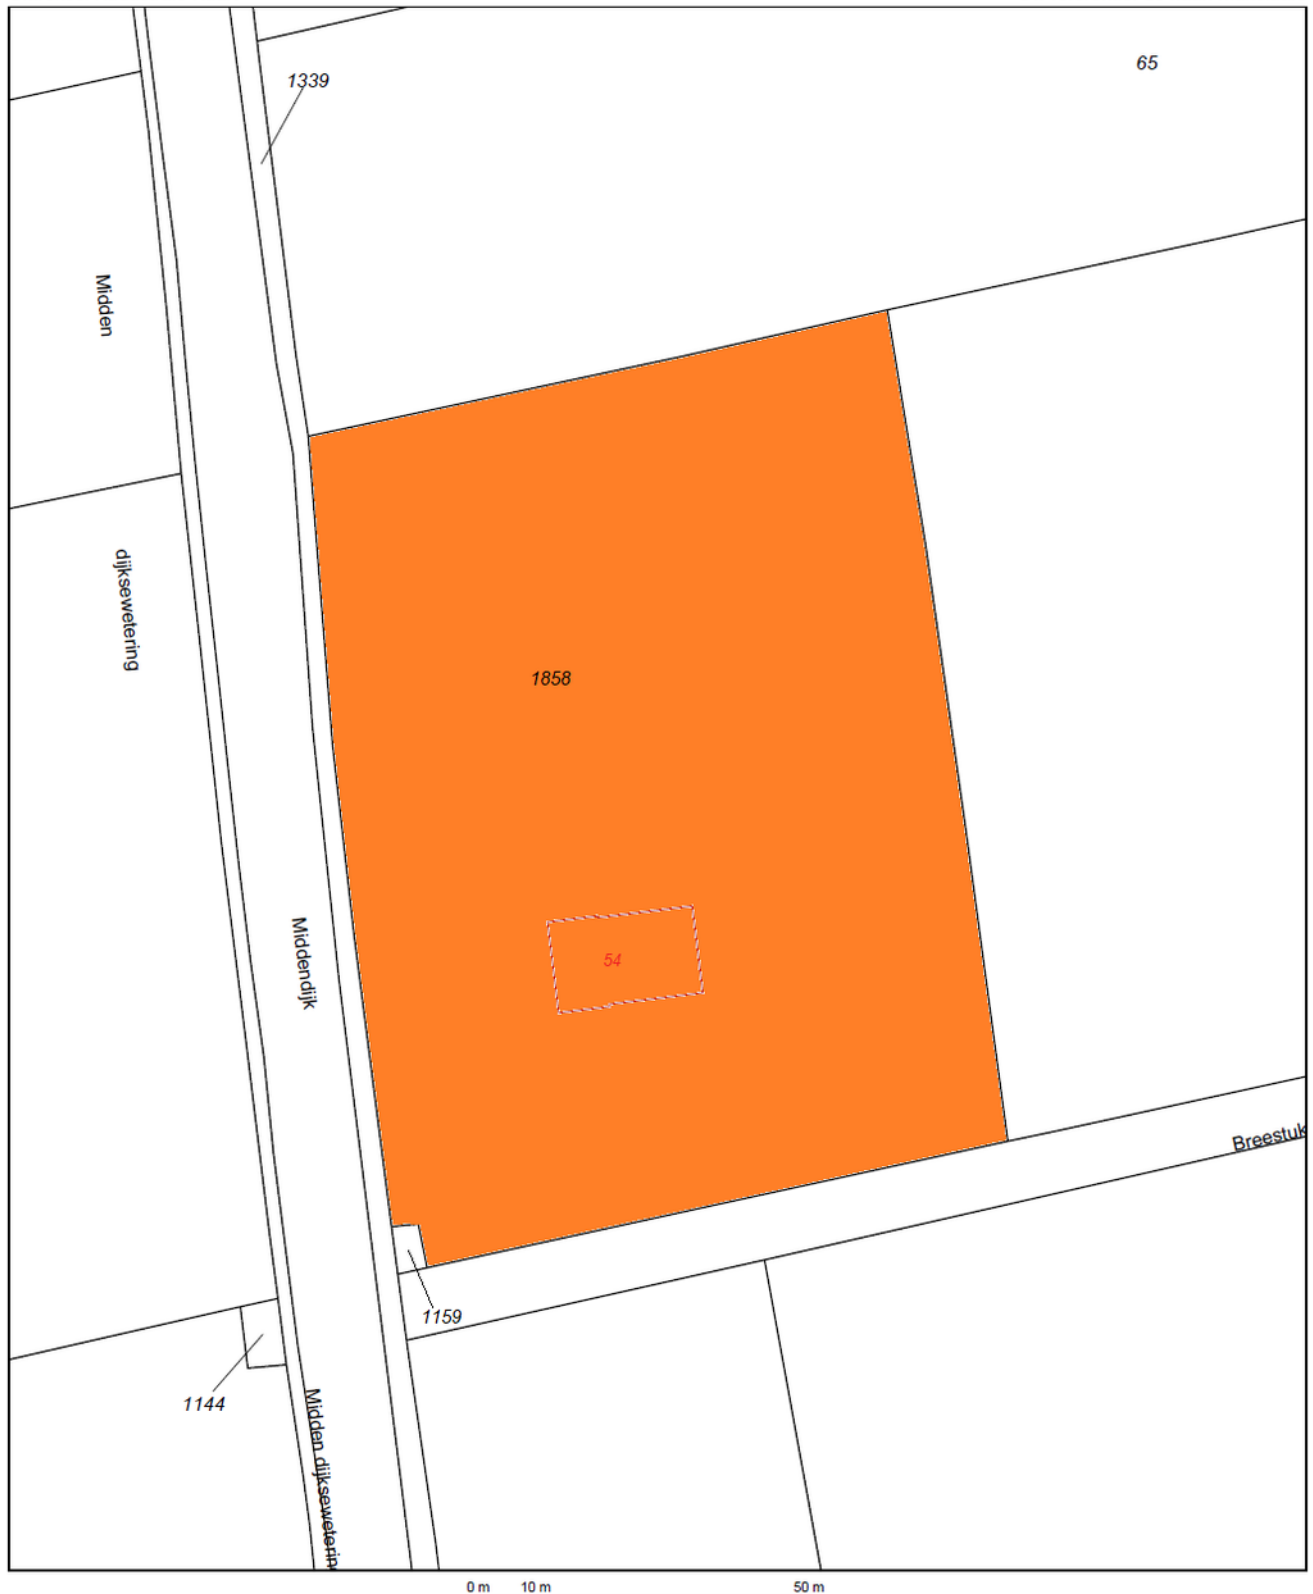 65
1339
Midden
dijksewetering
1858
Middendijk
54
Breestuk
1159
1144
Midden dijksewetering
0 m 10 m 50 m